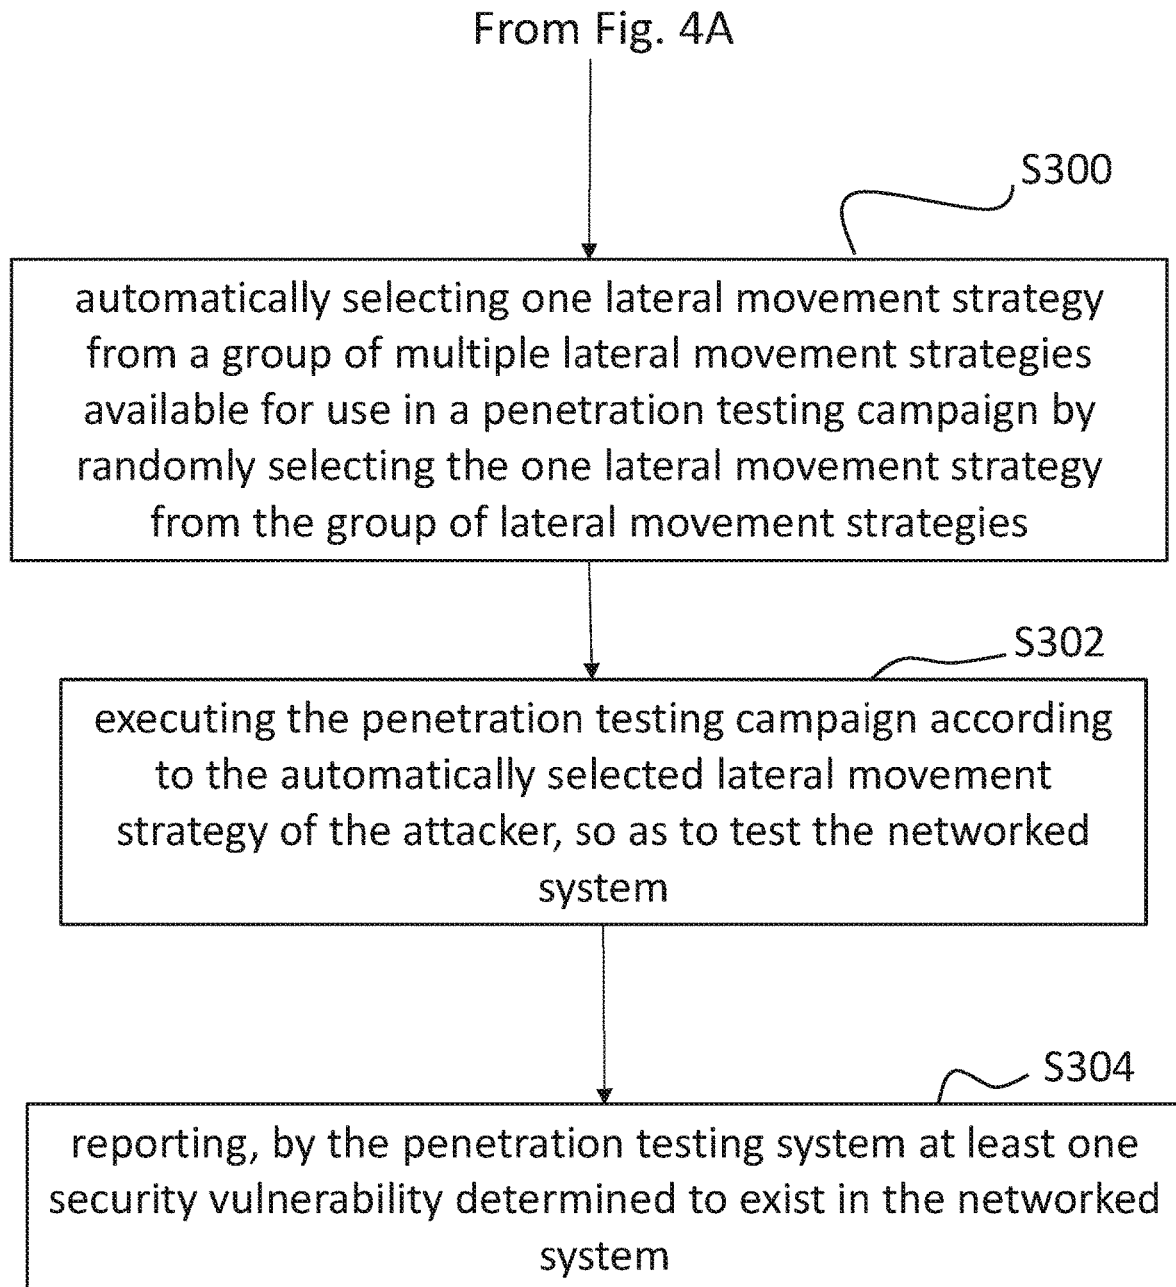 From Fig. 4A
S300
automatically selecting one lateral movement strategy
from a group of multiple lateral movement strategies
available for use in a penetration testing campaign by
randomly selecting the one lateral movement strategy
from the group of lateral movement strategies
S302
executing the penetration testing campaign according
to the automatically selected lateral movement
strategy of the attacker, so as to test the networked
system
S304
reporting, by the penetration testing system at least one
security vulnerability determined to exist in the networked
system